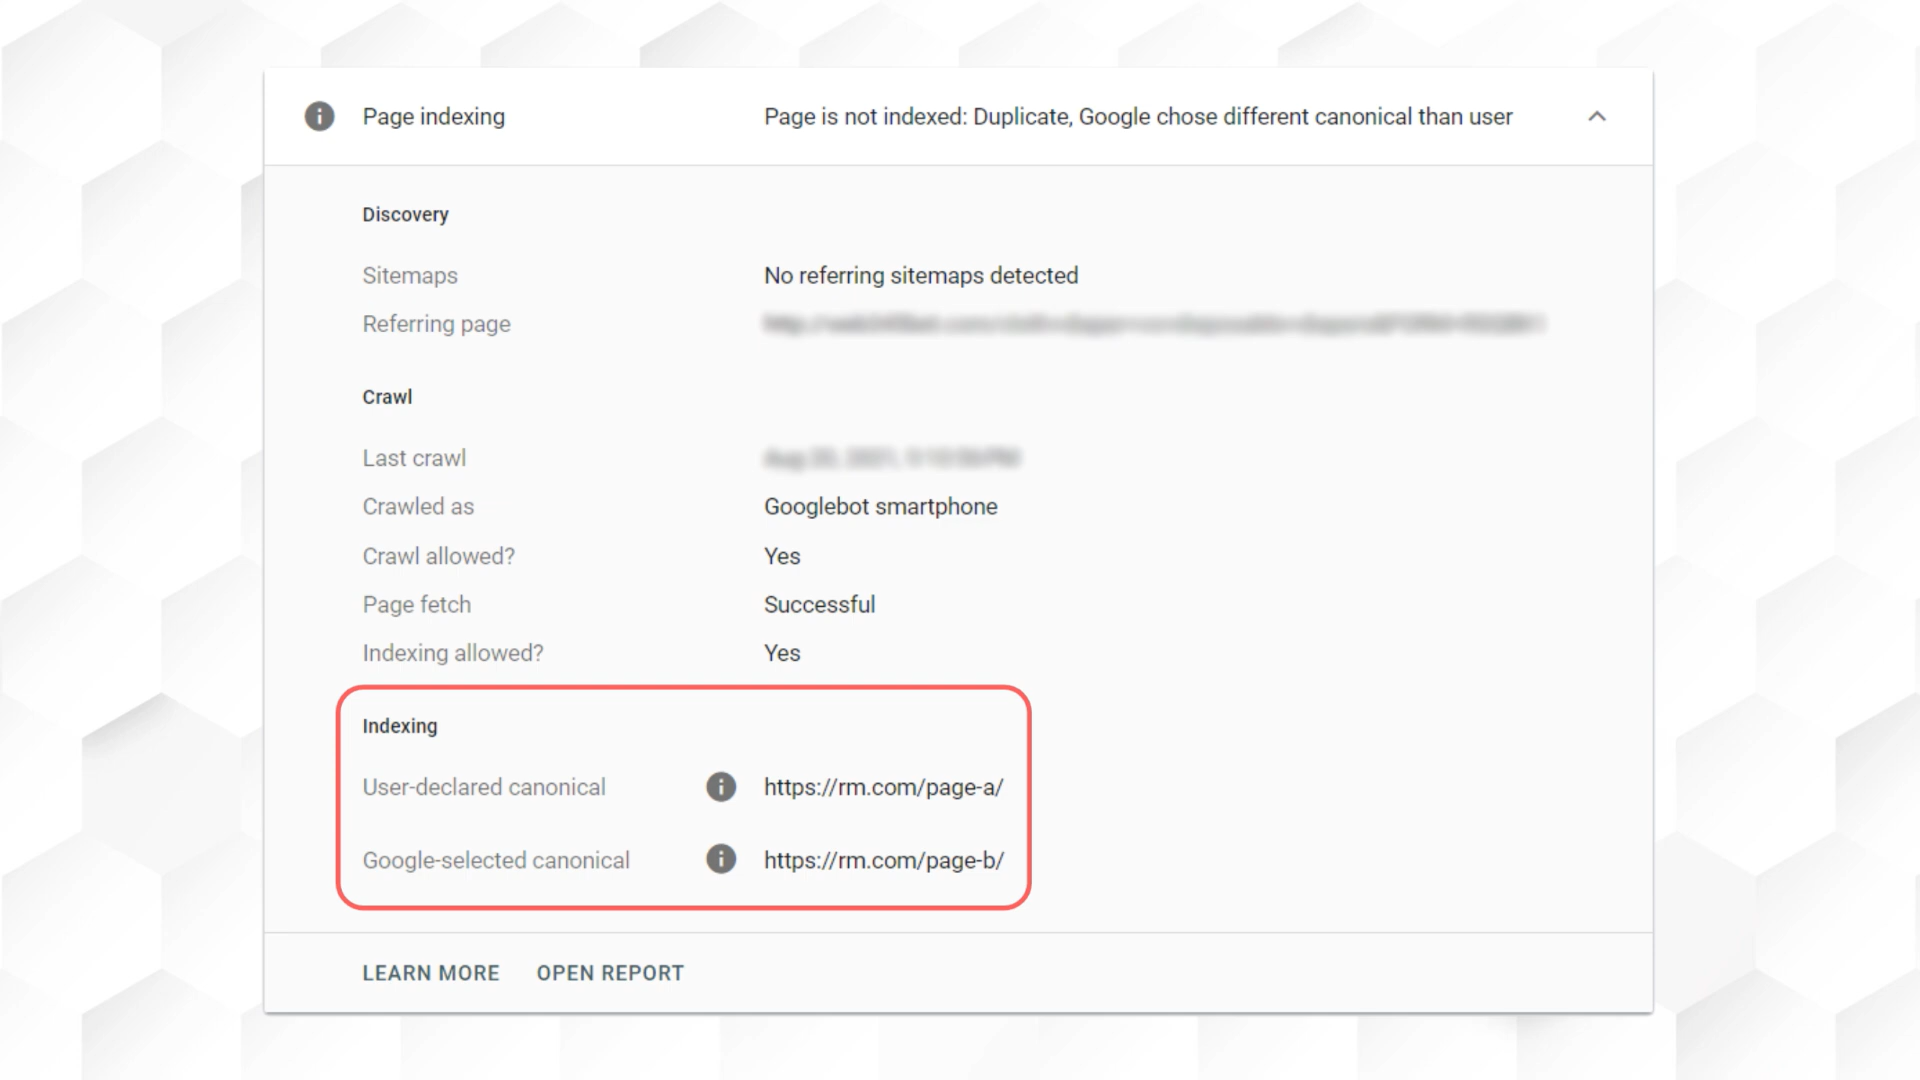 Page indexing Page is not indexed: Duplicate, Google chose different canonical than user
Discovery
Sitemaps No referring sitemaps detected
Referring page
Crawl
Last crawl
Crawled as Googlebot smartphone
Crawl allowed? Yes
Page fetch Successful
Indexing allowed? Yes
Indexing
User-declared canonical https://rm.com/page-a/
Google-selected canonical https://rm.com/page-b/
LEARN MORE OPEN REPORT